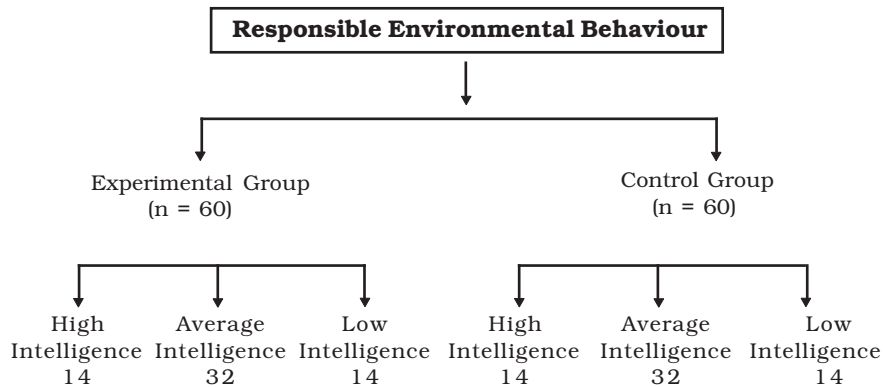 Responsible Environmental Behaviour
Experimental Group
(n = 60)
Control Group
(n = 60)
High
Intelligence
14
Average
Intelligence
32
Low
Intelligence
14
High
Intelligence
14
Average
Intelligence
32
Low
Intelligence
14